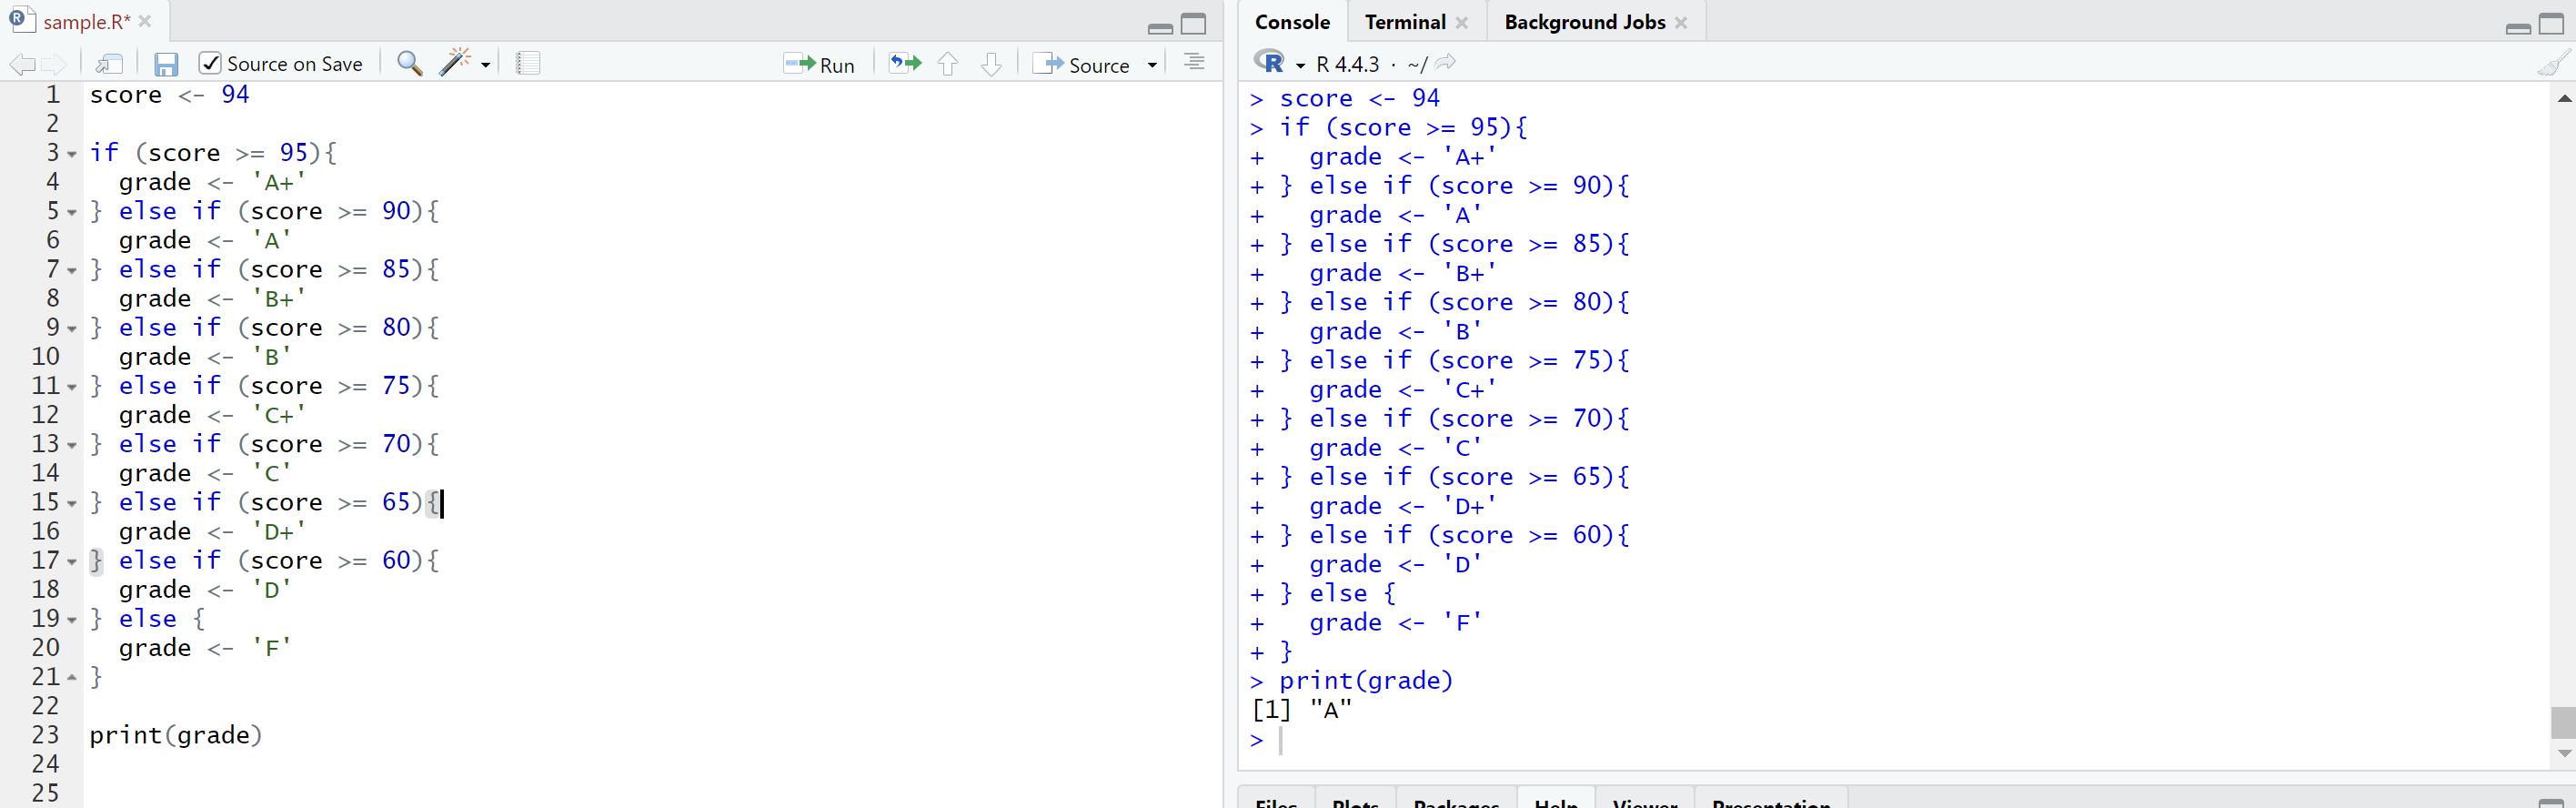 sample.R*
Source on Save
Run
Source
1 score <- 94
2
3 if (score >= 95){
4   grade <- 'A+'
5 } else if (score >= 90){
6   grade <- 'A'
7 } else if (score >= 85){
8   grade <- 'B+'
9 } else if (score >= 80){
10   grade <- 'B'
11 } else if (score >= 75){
12   grade <- 'C+'
13 } else if (score >= 70){
14   grade <- 'C'
15 } else if (score >= 65){
16   grade <- 'D+'
17 } else if (score >= 60){
18   grade <- 'D'
19 } else {
20   grade <- 'F'
21 }
22
23 print(grade)
24
25
Console Terminal Background Jobs
R 4.4.3 · ~/
> score <- 94
> if (score >= 95){
+   grade <- 'A+'
+ } else if (score >= 90){
+   grade <- 'A'
+ } else if (score >= 85){
+   grade <- 'B+'
+ } else if (score >= 80){
+   grade <- 'B'
+ } else if (score >= 75){
+   grade <- 'C+'
+ } else if (score >= 70){
+   grade <- 'C'
+ } else if (score >= 65){
+   grade <- 'D+'
+ } else if (score >= 60){
+   grade <- 'D'
+ } else {
+   grade <- 'F'
+ }
> print(grade)
[1] "A"
>
Files Plots Packages Help Viewer Presentation